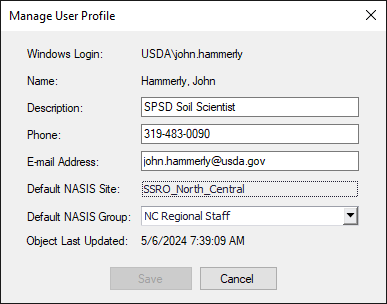 Manage User Profile
Windows Login: USDA\john.hammerly
Name: Hammerly, John
Description: SPSD Soil Scientist
Phone: 319-483-0090
E-mail Address: john.hammerly@usda.gov
Default NASIS Site: SSRO_North_Central
Default NASIS Group: NC Regional Staff
Object Last Updated: 5/6/2024 7:39:09 AM
Save Cancel